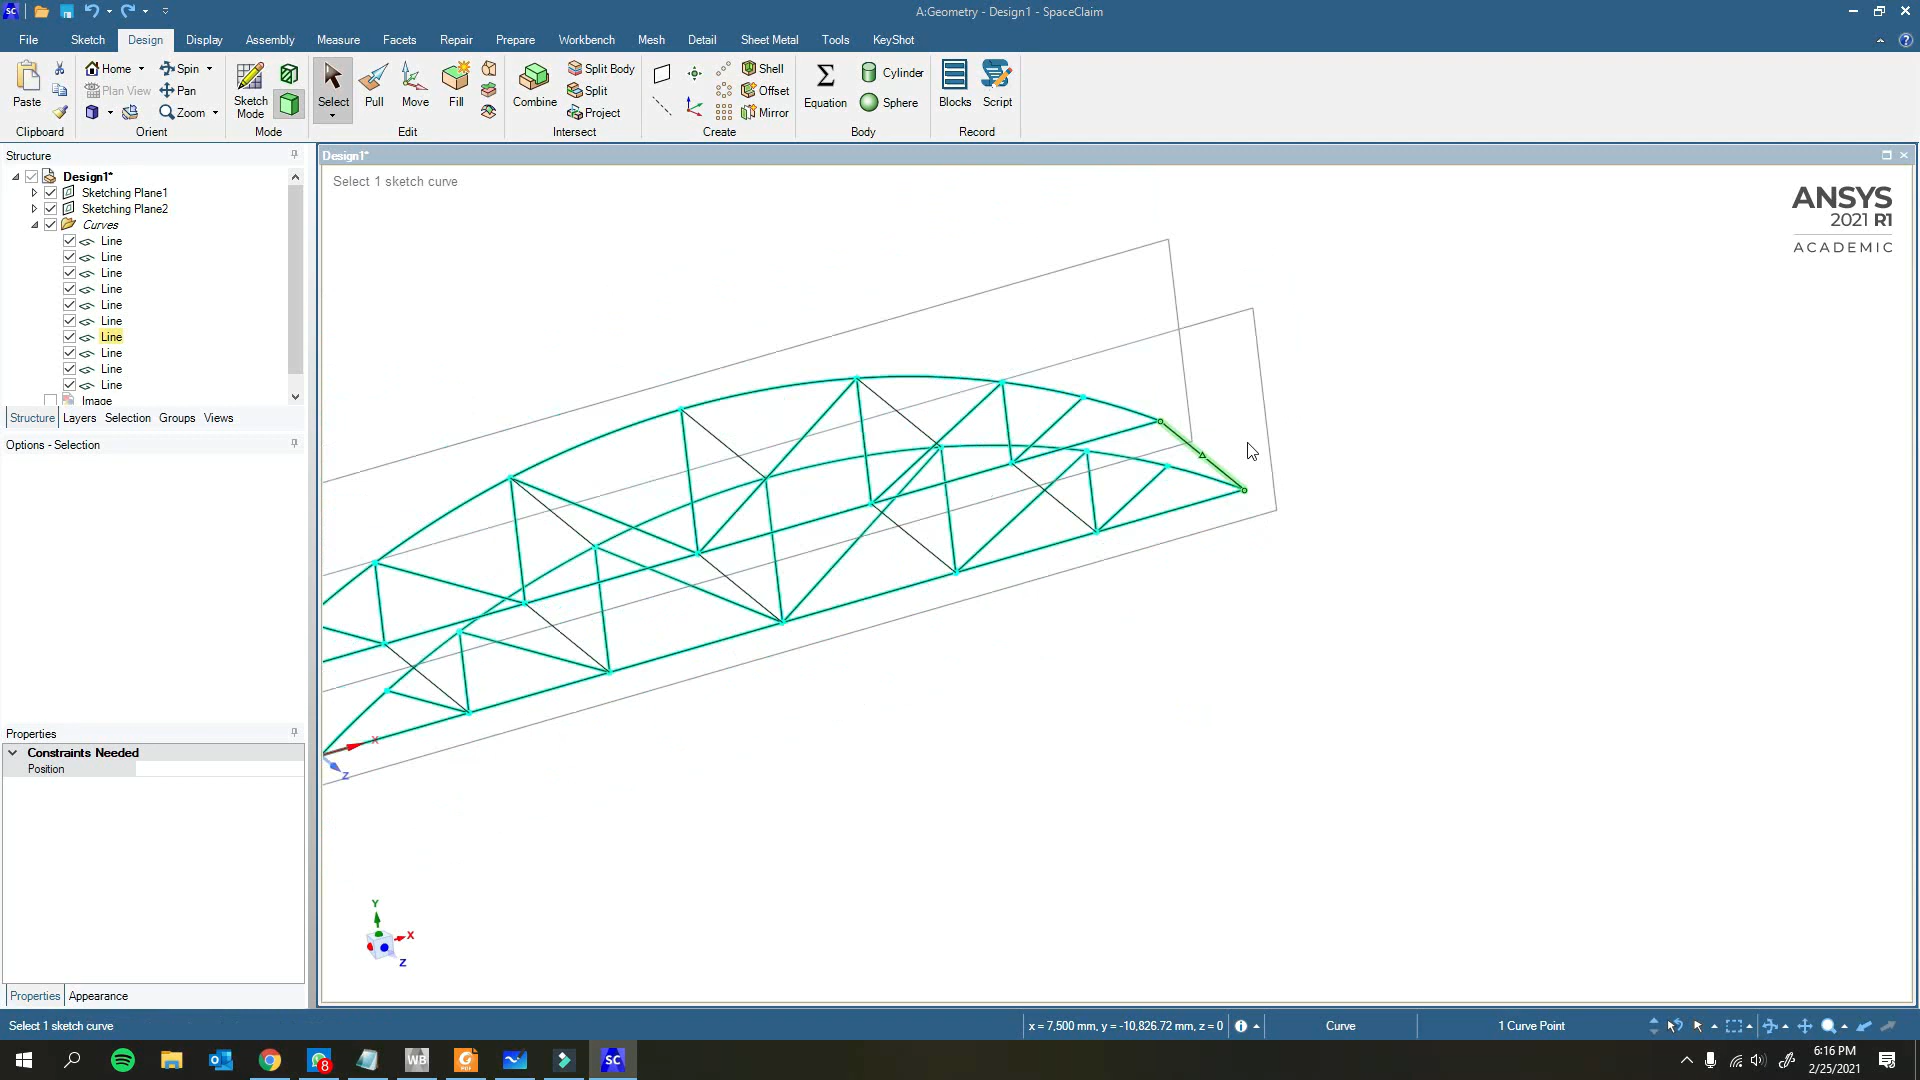 A:Geometry - Design1 - SpaceClaim
File Sketch Design Display Assembly Measure Facets Repair Prepare Workbench Mesh Detail Sheet Metal Tools KeyShot
Paste
Clipboard
Home Spin
Plan View Pan
Zoom
Orient
Sketch Mode
Mode
Select Pull Move Fill
Edit
Combine
Split Body
Split
Project
Intersect
Shell
Offset
Mirror
Create
Equation
Cylinder
Sphere
Body
Blocks Script
Record
Structure
Design1*
Sketching Plane1
Sketching Plane2
Curves
Line
Line
Line
Line
Line
Line
Line
Line
Line
Line
Image
Structure Layers Selection Groups Views
Options - Selection
Properties
Constraints Needed
Position
Properties Appearance
Design1*
Select 1 sketch curve
ANSYS
2021 R1
ACADEMIC
X
Z
Y
X
Z
Select 1 sketch curve
x = 7,500 mm, y = -10,826.72 mm, z = 0
Curve
1 Curve Point
8
WB
SC
6:16 PM
2/25/2021